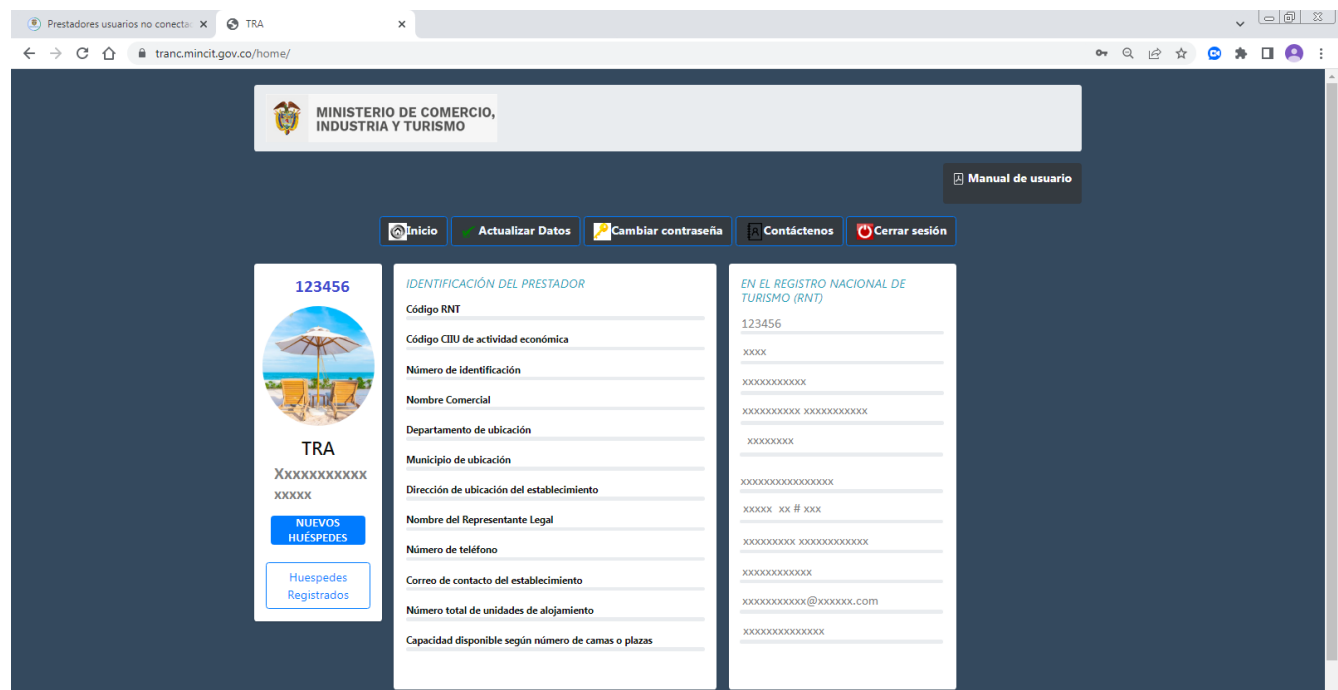 Prestadores usuarios no conectac
TRA
tranc.mincit.gov.co/home/
MINISTERIO DE COMERCIO,
INDUSTRIA Y TURISMO
Manual de usuario
Inicio
Actualizar Datos
Cambiar contraseña
Contáctenos
Cerrar sesión
123456
TRA
Xxxxxxxxxxx
xxxxx
NUEVOS
HUÉSPEDES
Huespedes
Registrados
IDENTIFICACIÓN DEL PRESTADOR
Código RNT
Código CIIU de actividad económica
Número de identificación
Nombre Comercial
Departamento de ubicación
Municipio de ubicación
Dirección de ubicación del establecimiento
Nombre del Representante Legal
Número de teléfono
Correo de contacto del establecimiento
Número total de unidades de alojamiento
Capacidad disponible según número de camas o plazas
EN EL REGISTRO NACIONAL DE
TURISMO (RNT)
123456
xxxx
xxxxxxxxxxx
xxxxxxxxxx xxxxxxxxxxx
xxxxxxxx
xxxxxxxxxxxxxxxx
xxxxx xx # xxx
xxxxxxxxx xxxxxxxxxxxx
xxxxxxxxxxxx
xxxxxxxxxxx@xxxxxx.com
xxxxxxxxxxxxxx